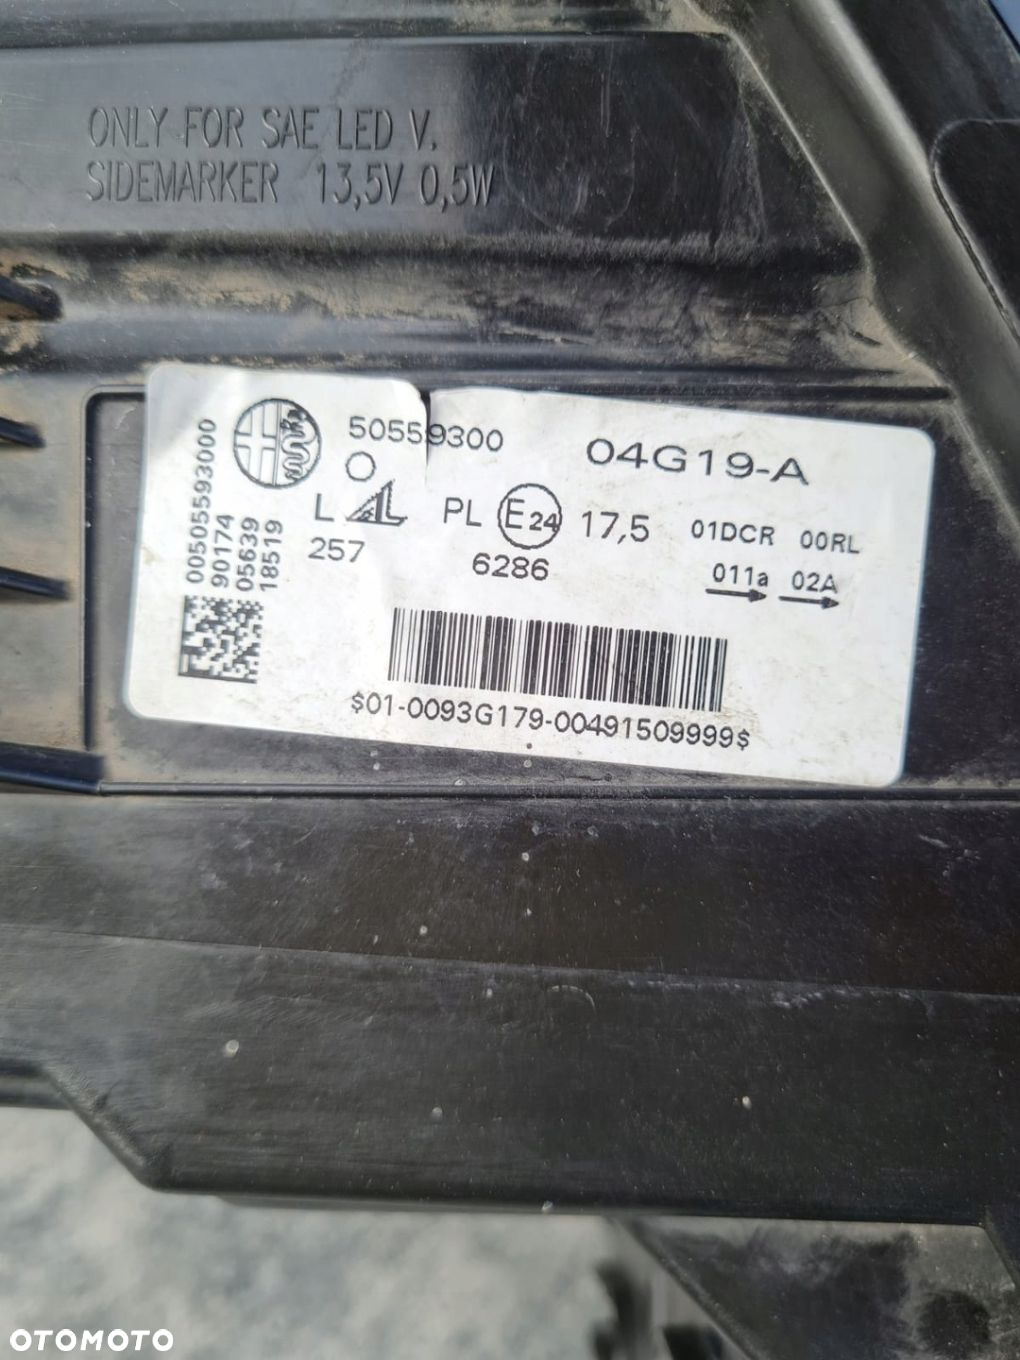 ONLY FOR SAE LED V.
SIDEMARKER 13,5V 0,5W
50559300 04G19-A
L PL E24 17,5 01DCR 00RL
257 6286 011a 02A
005055593000
90174
05639
18519
$01-0093G179-00491509999$
OTOMOTO